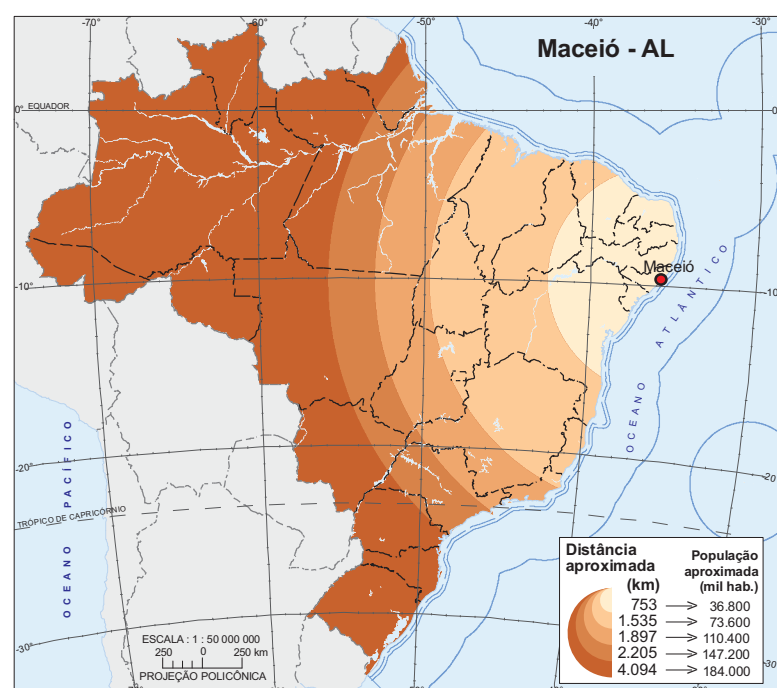 -70°
-60°
-50°
-40°
-30°
Maceió - AL
0°
EQUADOR
0°
Maceió
-10°
-10
OCEANO ATLÂNTICO
OCEANO PACÍFICO
-20°
-20°
TRÓPICO DE CAPRICÓRNIO
-30°
-30°
ESCALA : 1 : 50 000 000
250 0 250 km
PROJEÇÃO POLICÔNICA
Distância aproximada (km)
População aproximada (mil hab.)
753 36.800
1.535 73.600
1.897 110.400
2.205 147.200
4.094 184.000